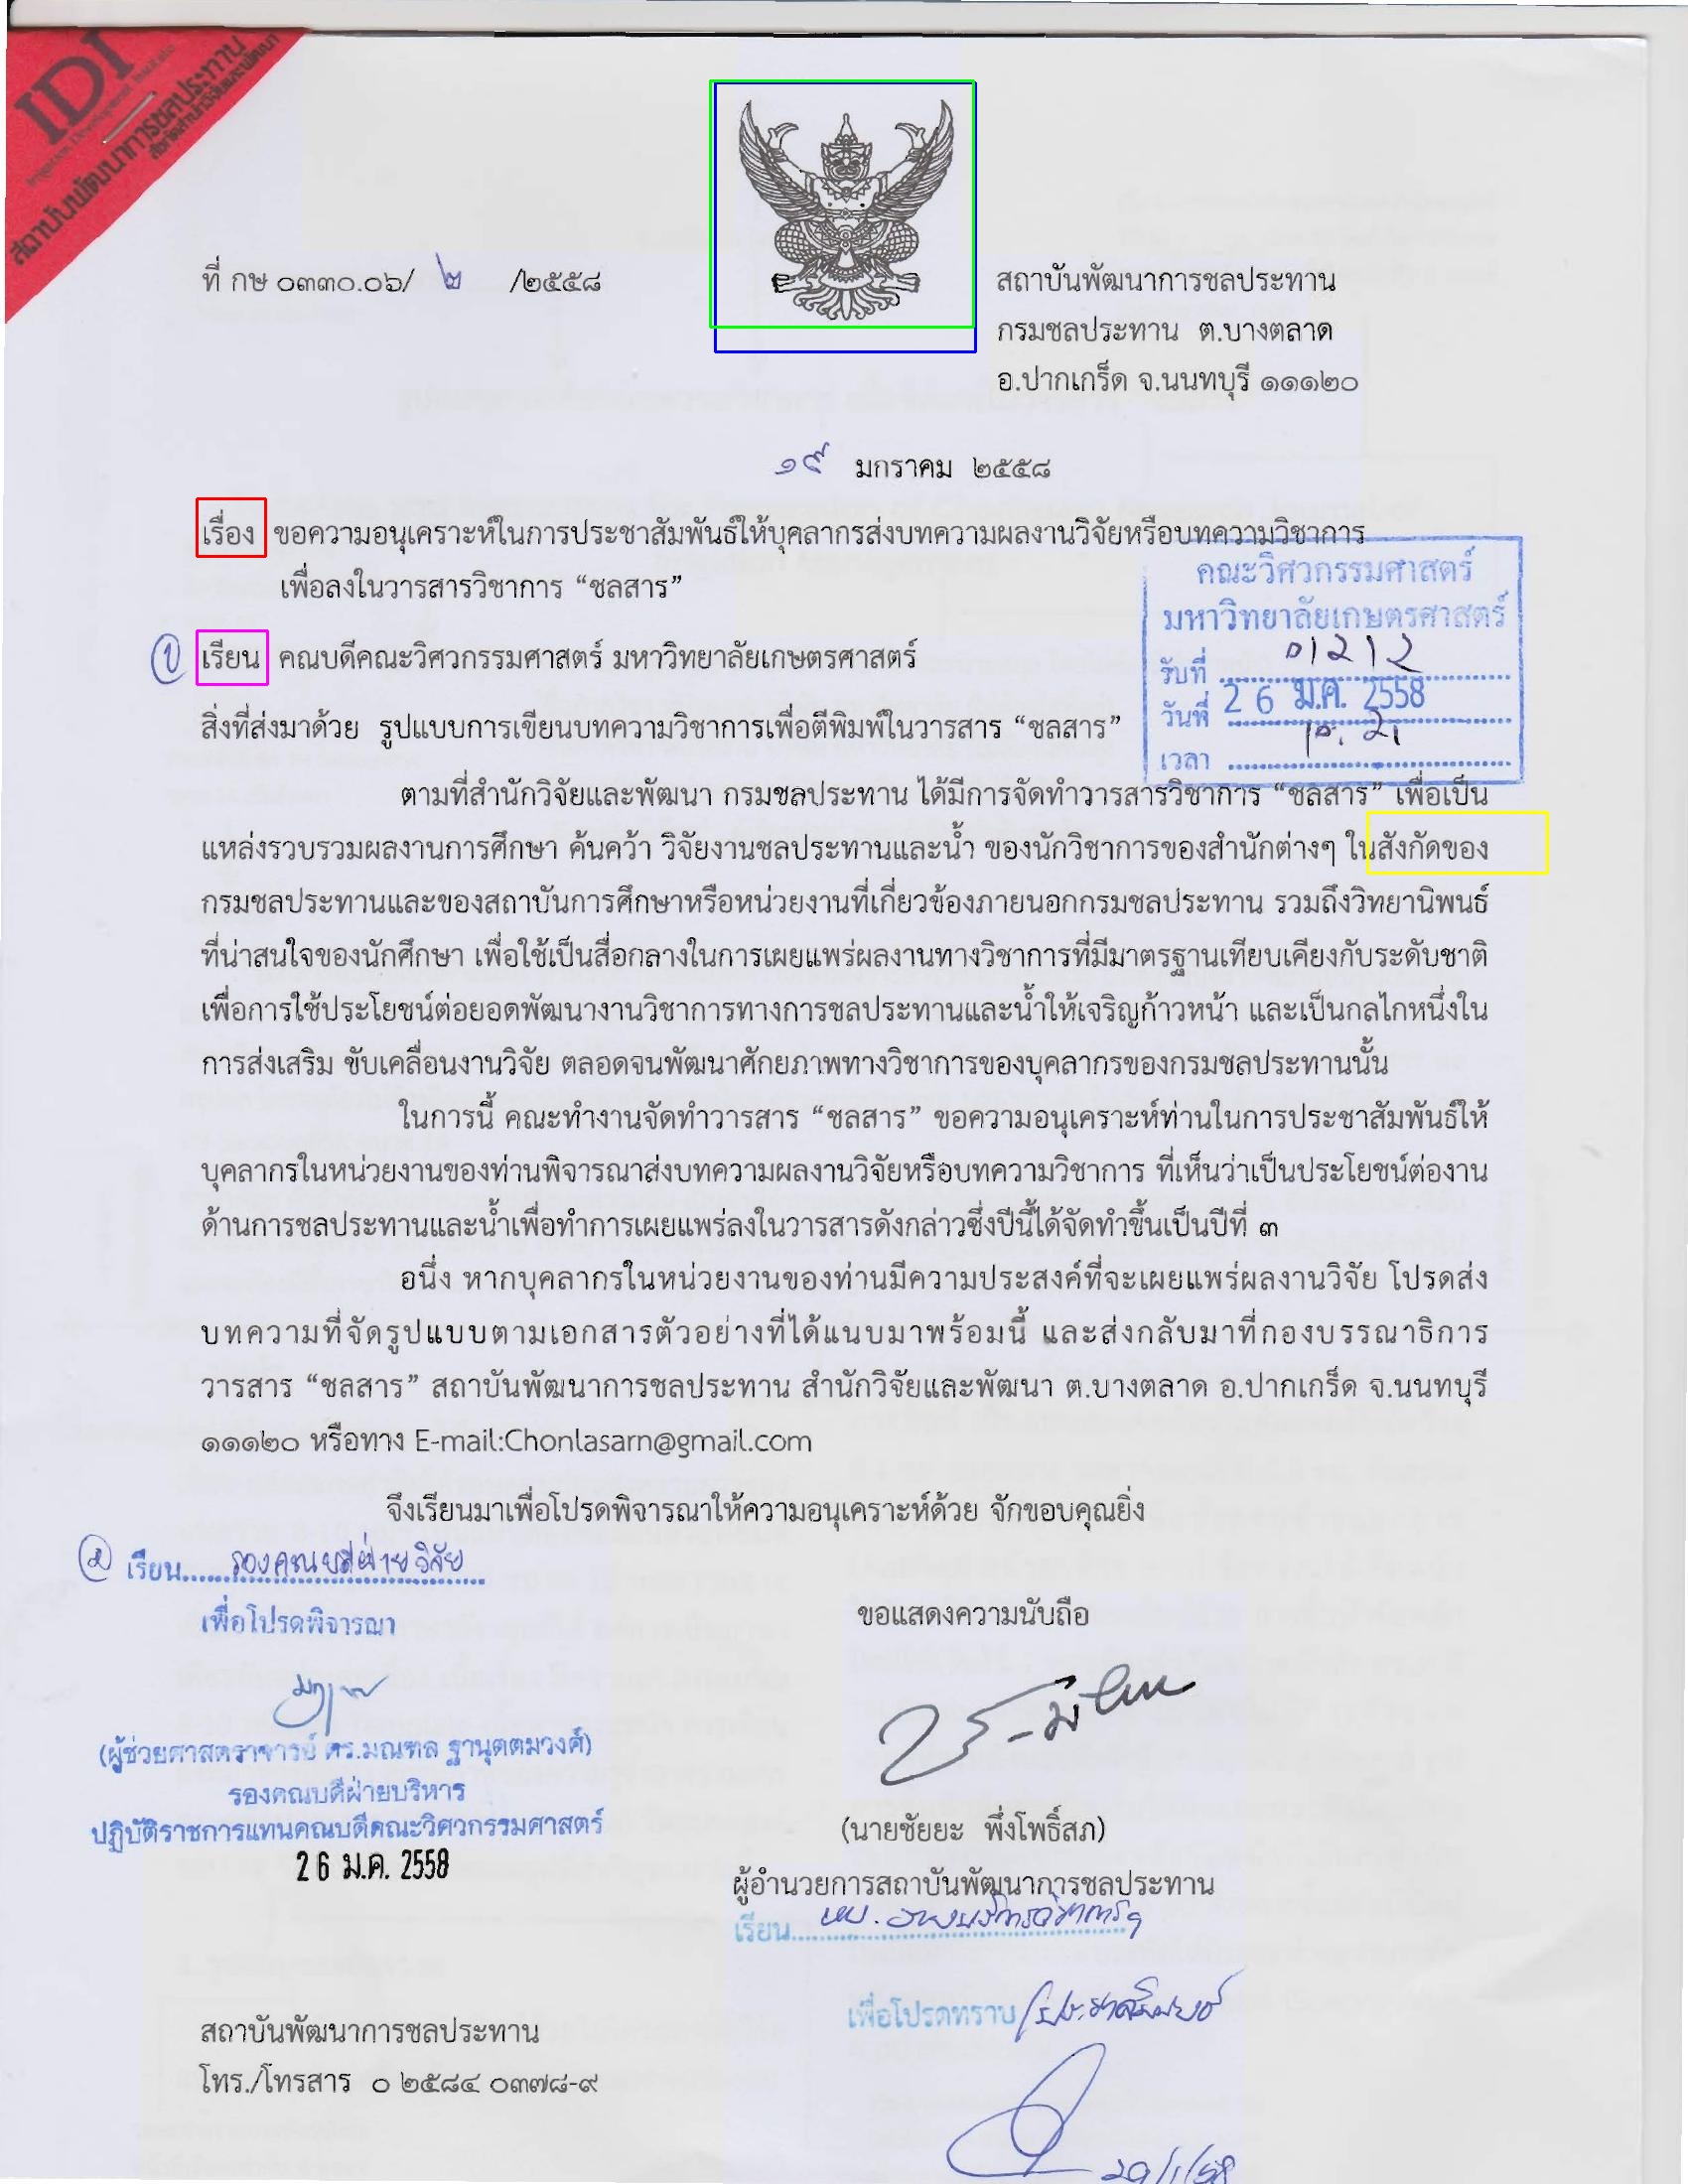 IDI
Irrigation Development Institute
สถาบันพัฒนาการชลประทาน
สังกัดสำนักวิจัยและพัฒนา
ที่ กษ ๐๓๓๐.๐๖/ ๒ /๒๕๕๘
สถาบันพัฒนาการชลประทาน
กรมชลประทาน ต.บางตลาด
อ.ปากเกร็ด จ.นนทบุรี ๑๑๑๒๐
๑๙ มกราคม ๒๕๕๘
เรื่อง ขอความอนุเคราะห์ในการประชาสัมพันธ์ให้บุคลากรส่งบทความผลงานวิจัยหรือบทความวิชาการ
เพื่อลงในวารสารวิชาการ “ชลสาร”
คณะวิศวกรรมศาสตร์
มหาวิทยาลัยเกษตรศาสตร์
รับที่ 01212
วันที่ 26 ม.ค. 2558
เวลา 10.21
๑ เรียน คณบดีคณะวิศวกรรมศาสตร์ มหาวิทยาลัยเกษตรศาสตร์
สิ่งที่ส่งมาด้วย รูปแบบการเขียนบทความวิชาการเพื่อตีพิมพ์ในวารสาร “ชลสาร”
ตามที่สำนักวิจัยและพัฒนา กรมชลประทาน ได้มีการจัดทำวารสารวิชาการ “ชลสาร” เพื่อเป็น
แหล่งรวบรวมผลงานการศึกษา ค้นคว้า วิจัยงานชลประทานและน้ำ ของนักวิชาการของสำนักต่างๆ ในสังกัดของ
กรมชลประทานและของสถาบันการศึกษาหรือหน่วยงานที่เกี่ยวข้องภายนอกกรมชลประทาน รวมถึงวิทยานิพนธ์
ที่น่าสนใจของนักศึกษา เพื่อใช้เป็นสื่อกลางในการเผยแพร่ผลงานทางวิชาการที่มีมาตรฐานเทียบเคียงกับระดับชาติ
เพื่อการใช้ประโยชน์ต่อยอดพัฒนางานวิชาการทางการชลประทานและน้ำให้เจริญก้าวหน้า และเป็นกลไกหนึ่งใน
การส่งเสริม ขับเคลื่อนงานวิจัย ตลอดจนพัฒนาศักยภาพทางวิชาการของบุคลากรของกรมชลประทานนั้น
ในการนี้ คณะทำงานจัดทำวารสาร “ชลสาร” ขอความอนุเคราะห์ท่านในการประชาสัมพันธ์ให้
บุคลากรในหน่วยงานของท่านพิจารณาส่งบทความผลงานวิจัยหรือบทความวิชาการ ที่เห็นว่าเป็นประโยชน์ต่องาน
ด้านการชลประทานและน้ำเพื่อทำการเผยแพร่ลงในวารสารดังกล่าวซึ่งปีนี้ได้จัดทำขึ้นเป็นปีที่ ๓
อนึ่ง หากบุคลากรในหน่วยงานของท่านมีความประสงค์ที่จะเผยแพร่ผลงานวิจัย โปรดส่ง
บทความที่จัดรูปแบบตามเอกสารตัวอย่างที่ได้แนบมาพร้อมนี้ และส่งกลับมาที่กองบรรณาธิการ
วารสาร “ชลสาร” สถาบันพัฒนาการชลประทาน สำนักวิจัยและพัฒนา ต.บางตลาด อ.ปากเกร็ด จ.นนทบุรี
๑๑๑๒๐ หรือทาง E-mail:Chonlasarn@gmail.com
จึงเรียนมาเพื่อโปรดพิจารณาให้ความอนุเคราะห์ด้วย จักขอบคุณยิ่ง
๒ เรียน รองคณบดีฝ่ายวิจัย
เพื่อโปรดพิจารณา
(ผู้ช่วยศาสตราจารย์ ดร.มณฑล ฐานุตตมวงศ์)
รองคณบดีฝ่ายบริหาร
ปฏิบัติราชการแทนคณบดีคณะวิศวกรรมศาสตร์
26 ม.ค. 2558
ขอแสดงความนับถือ
(นายชัยยะ พึ่งโพธิ์สภ)
ผู้อำนวยการสถาบันพัฒนาการชลประทาน
เรียน
เพื่อโปรดทราบ/ประชาสัมพันธ์
29/1/58
สถาบันพัฒนาการชลประทาน
โทร./โทรสาร ๐ ๒๕๘๔ ๐๓๗๘-๙